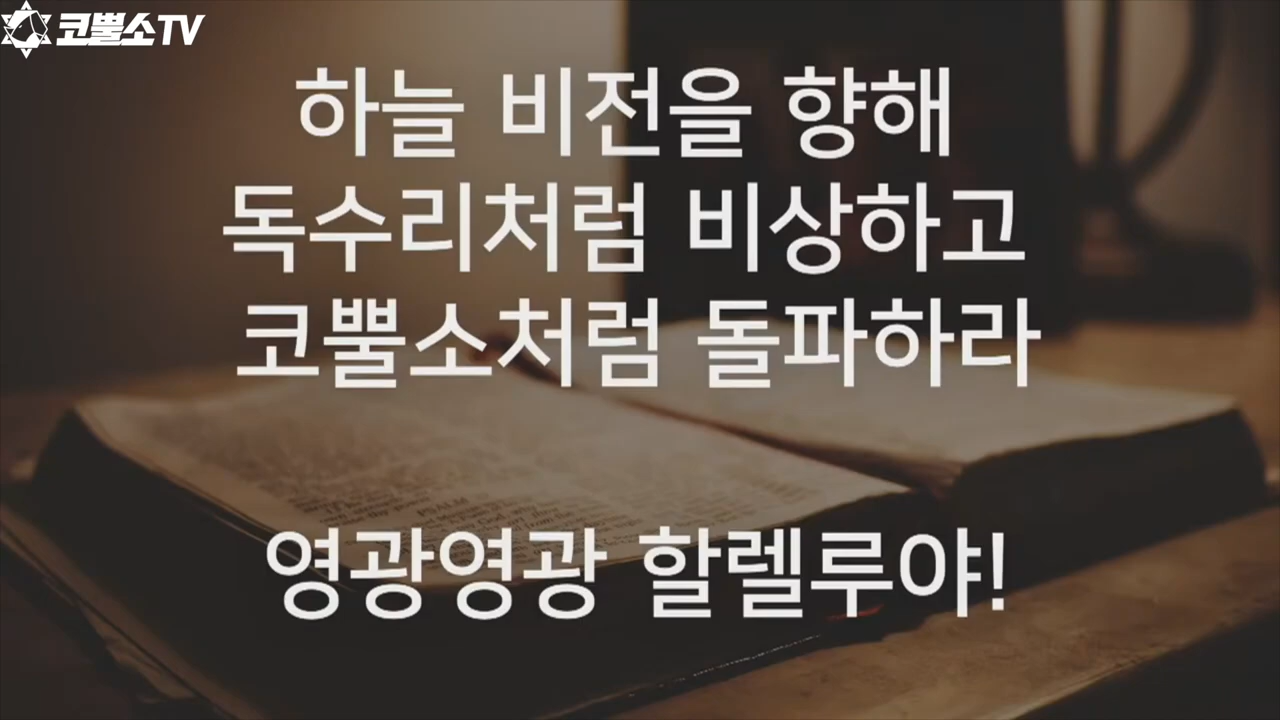 코뿔소TV
하늘 비전을 향해
독수리처럼 비상하고
코뿔소처럼 돌파하라
영광영광 할렐루야!
PSALM